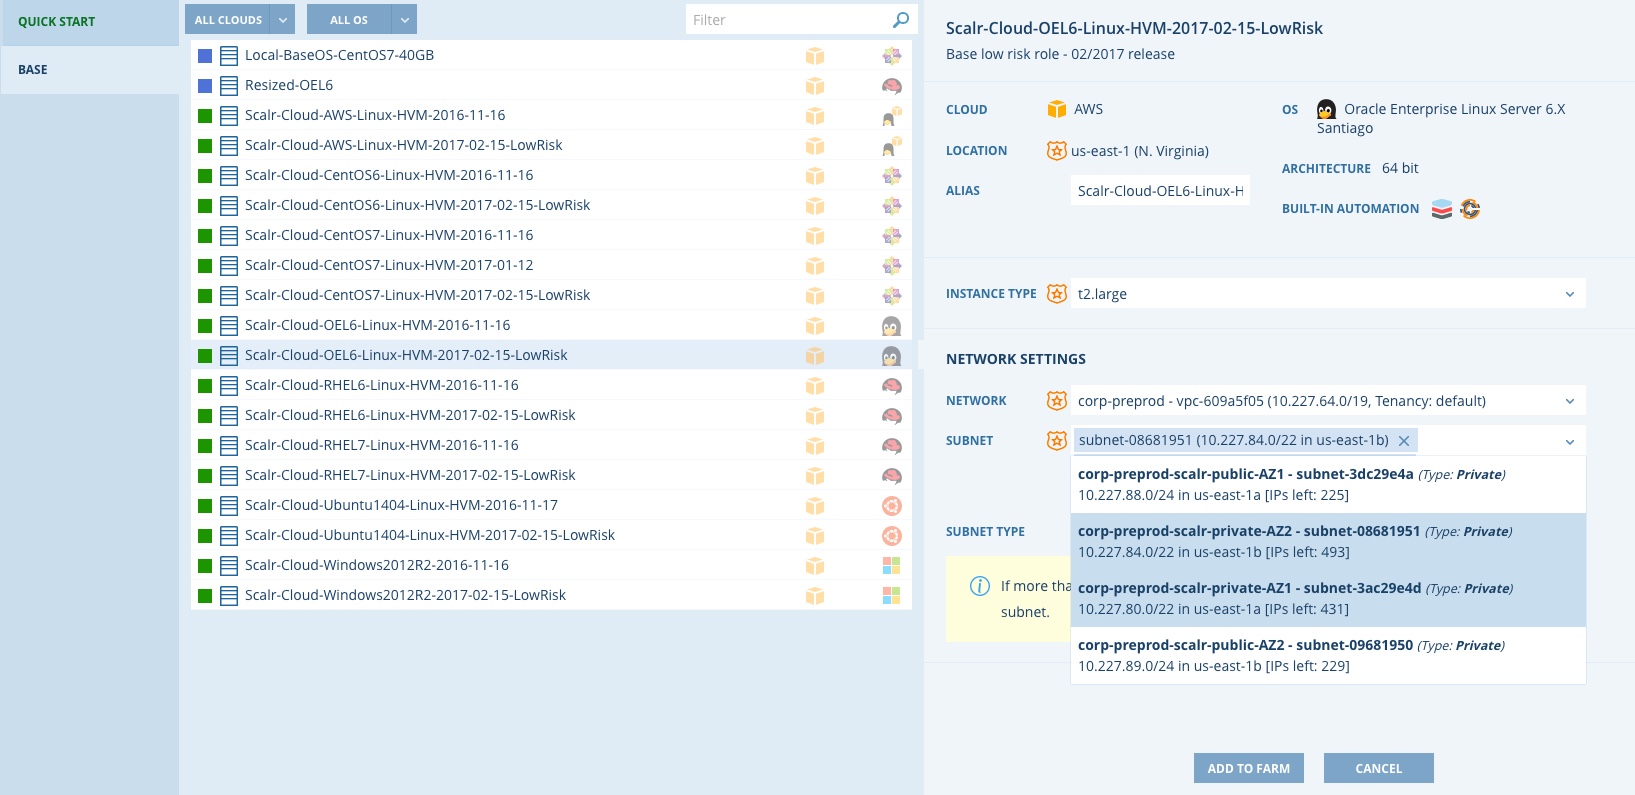 QUICK START
BASE
ALL CLOUDS
ALL OS
Filter
Local-BaseOS-CentOS7-40GB
Resized-OEL6
Scalr-Cloud-AWS-Linux-HVM-2016-11-16
Scalr-Cloud-AWS-Linux-HVM-2017-02-15-LowRisk
Scalr-Cloud-CentOS6-Linux-HVM-2016-11-16
Scalr-Cloud-CentOS6-Linux-HVM-2017-02-15-LowRisk
Scalr-Cloud-CentOS7-Linux-HVM-2016-11-16
Scalr-Cloud-CentOS7-Linux-HVM-2017-01-12
Scalr-Cloud-CentOS7-Linux-HVM-2017-02-15-LowRisk
Scalr-Cloud-OEL6-Linux-HVM-2016-11-16
Scalr-Cloud-OEL6-Linux-HVM-2017-02-15-LowRisk
Scalr-Cloud-RHEL6-Linux-HVM-2016-11-16
Scalr-Cloud-RHEL6-Linux-HVM-2017-02-15-LowRisk
Scalr-Cloud-RHEL7-Linux-HVM-2016-11-16
Scalr-Cloud-RHEL7-Linux-HVM-2017-02-15-LowRisk
Scalr-Cloud-Ubuntu1404-Linux-HVM-2016-11-17
Scalr-Cloud-Ubuntu1404-Linux-HVM-2017-02-15-LowRisk
Scalr-Cloud-Windows2012R2-2016-11-16
Scalr-Cloud-Windows2012R2-2017-02-15-LowRisk
Scalr-Cloud-OEL6-Linux-HVM-2017-02-15-LowRisk
Base low risk role - 02/2017 release
CLOUD AWS
LOCATION us-east-1 (N. Virginia)
ALIAS Scalr-Cloud-OEL6-Linux-H
OS Oracle Enterprise Linux Server 6.X
Santiago
ARCHITECTURE 64 bit
BUILT-IN AUTOMATION
INSTANCE TYPE t2.large
NETWORK SETTINGS
NETWORK corp-preprod - vpc-609a5f05 (10.227.64.0/19, Tenancy: default)
SUBNET subnet-08681951 (10.227.84.0/22 in us-east-1b)
corp-preprod-scalr-public-AZ1 - subnet-3dc29e4a (Type: Private)
10.227.88.0/24 in us-east-1a [IPs left: 225]
corp-preprod-scalr-private-AZ2 - subnet-08681951 (Type: Private)
10.227.84.0/22 in us-east-1b [IPs left: 493]
corp-preprod-scalr-private-AZ1 - subnet-3ac29e4d (Type: Private)
10.227.80.0/22 in us-east-1a [IPs left: 431]
corp-preprod-scalr-public-AZ2 - subnet-09681950 (Type: Private)
10.227.89.0/24 in us-east-1b [IPs left: 229]
SUBNET TYPE
If more tha
subnet.
ADD TO FARM
CANCEL